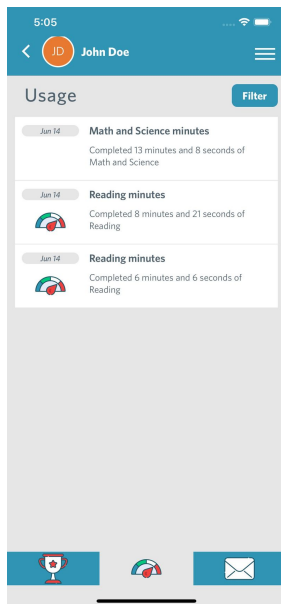 5:05
JD
John Doe
Usage
Filter
Jun 14
Math and Science minutes
Completed 13 minutes and 8 seconds of
Math and Science
Jun 14
Reading minutes
Completed 8 minutes and 21 seconds of
Reading
Jun 14
Reading minutes
Completed 6 minutes and 6 seconds of
Reading